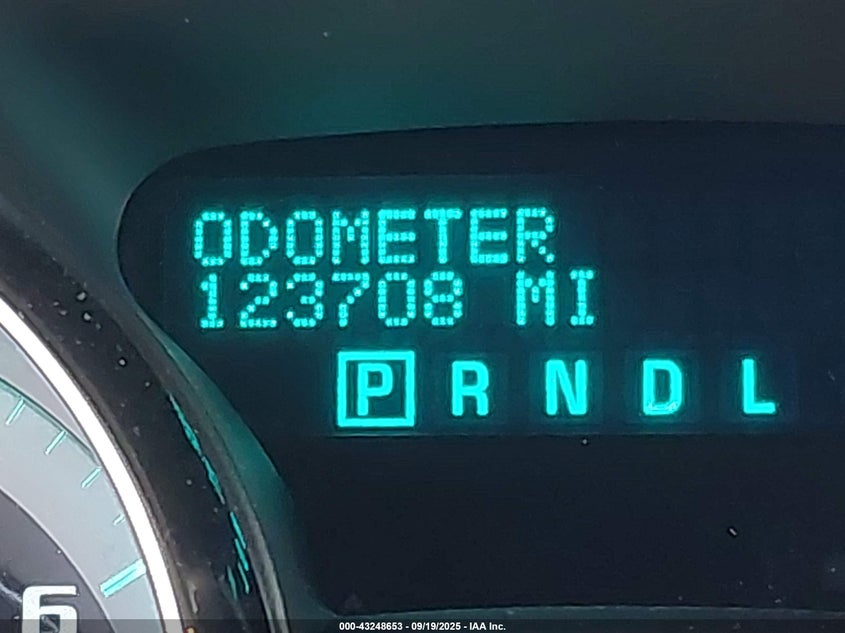 ODOMETER
123708 MI
P R N D L
6
000-43248653 - 09/19/2025 - IAA Inc.